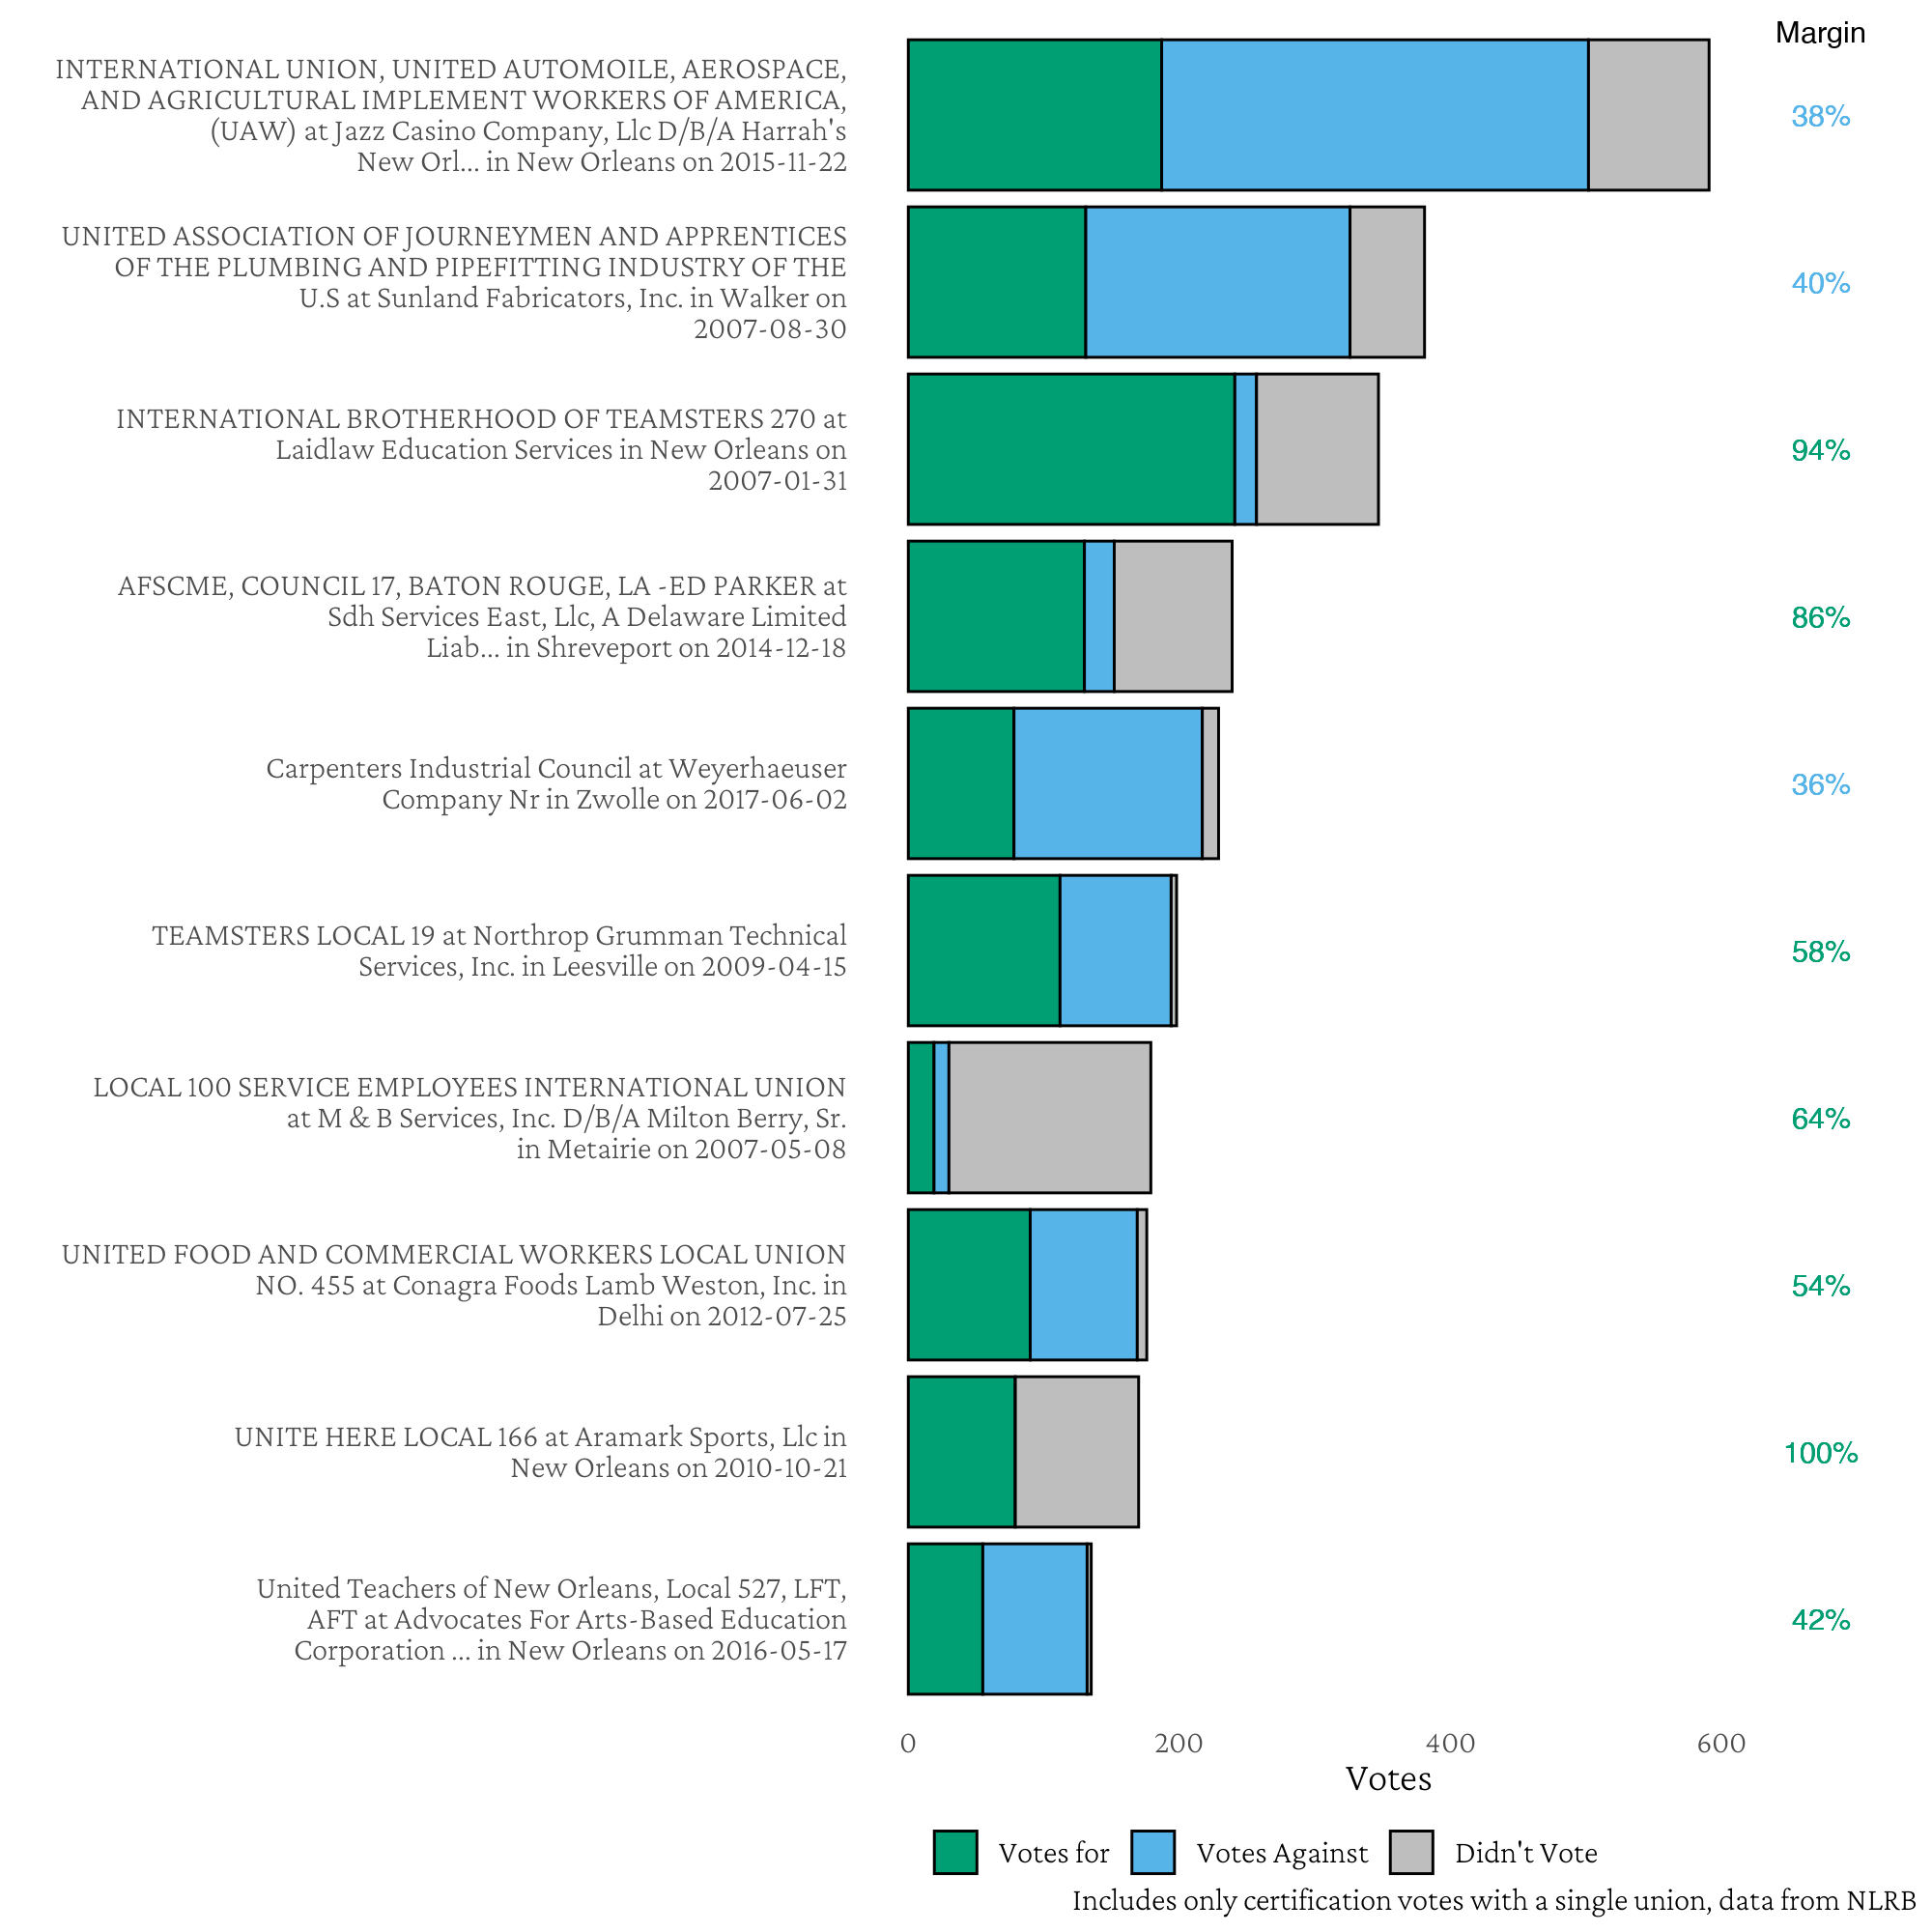 Margin
INTERNATIONAL UNION, UNITED AUTOMOILE, AEROSPACE,
AND AGRICULTURAL IMPLEMENT WORKERS OF AMERICA,
(UAW) at Jazz Casino Company, Llc D/B/A Harrah's
New Orl... in New Orleans on 2015-11-22
38%
UNITED ASSOCIATION OF JOURNEYMEN AND APPRENTICES
OF THE PLUMBING AND PIPEFITTING INDUSTRY OF THE
U.S at Sunland Fabricators, Inc. in Walker on
2007-08-30
40%
INTERNATIONAL BROTHERHOOD OF TEAMSTERS 270 at
Laidlaw Education Services in New Orleans on
2007-01-31
94%
AFSCME, COUNCIL 17, BATON ROUGE, LA -ED PARKER at
Sdh Services East, Llc, A Delaware Limited
Liab... in Shreveport on 2014-12-18
86%
Carpenters Industrial Council at Weyerhaeuser
Company Nr in Zwolle on 2017-06-02
36%
TEAMSTERS LOCAL 19 at Northrop Grumman Technical
Services, Inc. in Leesville on 2009-04-15
58%
LOCAL 100 SERVICE EMPLOYEES INTERNATIONAL UNION
at M & B Services, Inc. D/B/A Milton Berry, Sr.
in Metairie on 2007-05-08
64%
UNITED FOOD AND COMMERCIAL WORKERS LOCAL UNION
NO. 455 at Conagra Foods Lamb Weston, Inc. in
Delhi on 2012-07-25
54%
UNITE HERE LOCAL 166 at Aramark Sports, Llc in
New Orleans on 2010-10-21
100%
United Teachers of New Orleans, Local 527, LFT,
AFT at Advocates For Arts-Based Education
Corporation ... in New Orleans on 2016-05-17
42%
0 200 400 600
Votes
Votes for Votes Against Didn't Vote
Includes only certification votes with a single union, data from NLRB